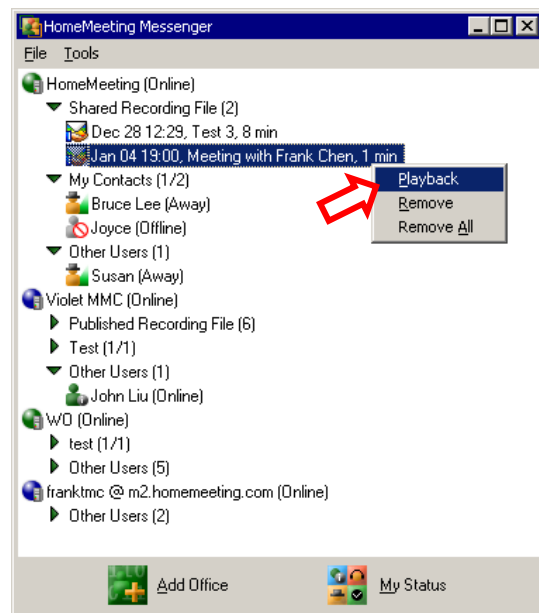 HomeMeeting Messenger
File Tools
HomeMeeting (Online)
Shared Recording File (2)
Dec 28 12:29, Test 3, 8 min
Jan 04 19:00, Meeting with Frank Chen, 1 min
Playback
My Contacts (1/2)
Bruce Lee (Away)
Remove
Joyce (Offline)
Remove All
Other Users (1)
Susan (Away)
Violet MMC (Online)
Published Recording File (6)
Test (1/1)
Other Users (1)
John Liu (Online)
WO (Online)
test (1/1)
Other Users (5)
franktmc @ m2.homemeeting.com (Online)
Other Users (2)
Add Office My Status